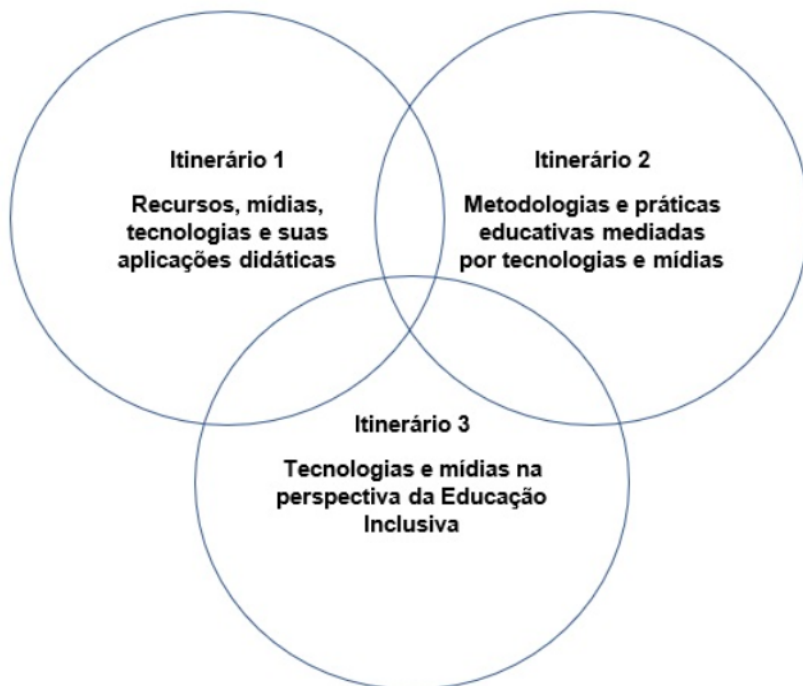 Itinerário 1
Recursos, mídias,
tecnologias e suas
aplicações didáticas
Itinerário 2
Metodologias e práticas
educativas mediadas
por tecnologias e mídias
Itinerário 3
Tecnologias e mídias na
perspectiva da Educação
Inclusiva